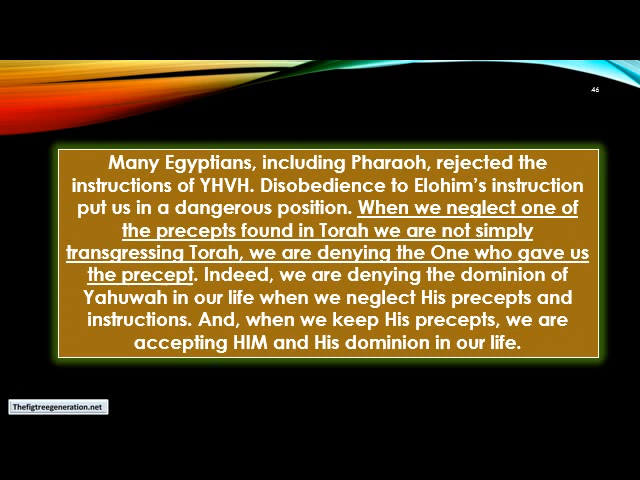 46
Many Egyptians, including Pharaoh, rejected the
instructions of YHVH. Disobedience to Elohim's instruction
put us in a dangerous position. When we neglect one of
the precepts found in Torah we are not simply
transgressing Torah, we are denying the One who gave us
the precept. Indeed, we are denying the dominion of
Yahuwah in our life when we neglect His precepts and
instructions. And, when we keep His precepts, we are
accepting HIM and His dominion in our life.
Thefigtreegeneration.net